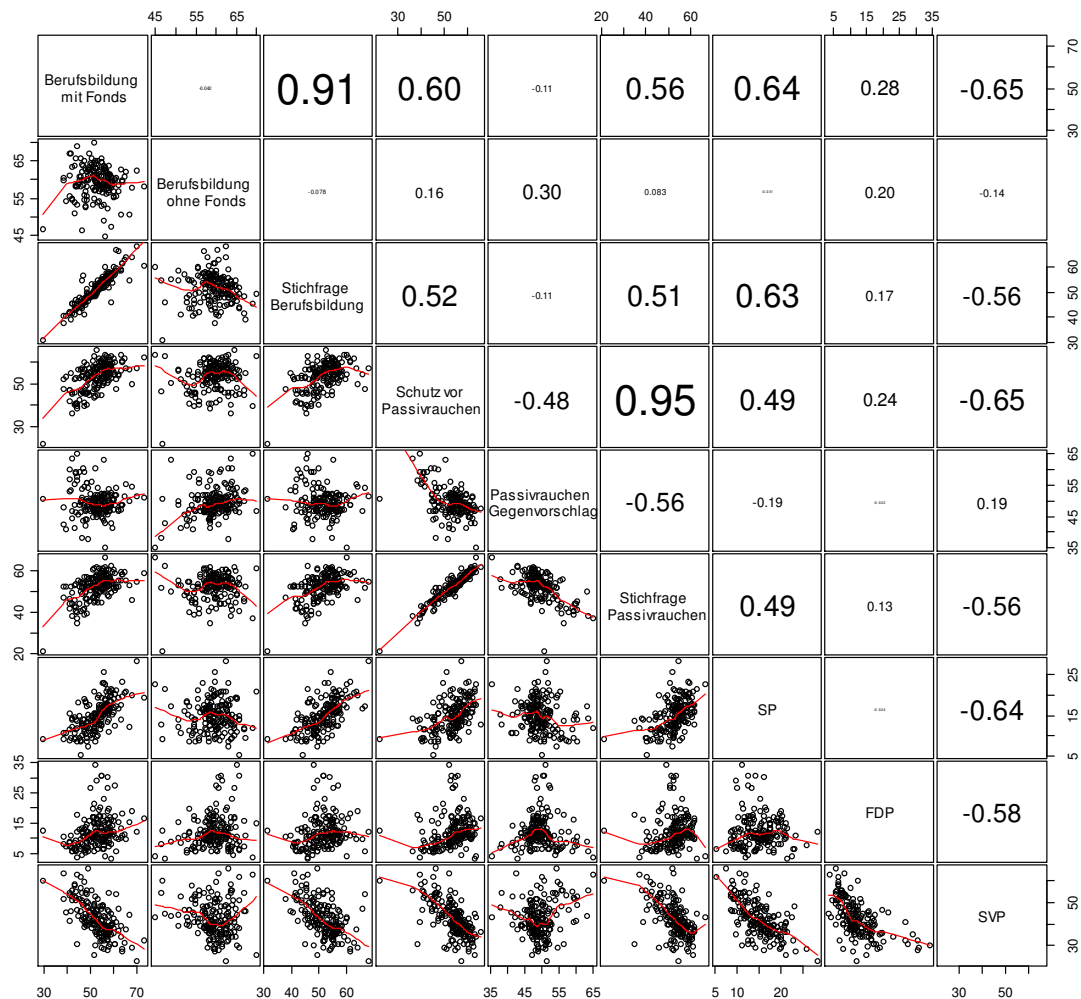 45 55 65 30 50 20 40 60 5 15 25 35
Berufsbildung
mit Fonds
0.91 0.60 -0.11 0.56 0.64 0.28 -0.65
30 50 70
45 55 65
Berufsbildung
ohne Fonds
-0.078 0.16 0.30 0.083 0.20 -0.14
Stichfrage
Berufsbildung
0.52 -0.11 0.51 0.63 0.17 -0.56
30 40 50 60
30 50
Schutz vor
Passivrauchen
-0.48 0.95 0.49 0.24 -0.65
Passivrauchen
Gegenvorschlag
-0.56 -0.19 0.19
35 45 55 65
20 40 60
Stichfrage
Passivrauchen
0.49 0.13 -0.56
SP
-0.64
5 15 25
5 15 25 35
FDP
-0.58
SVP
30 50
30 50 70 30 40 50 60 35 45 55 65 5 10 20 30 50